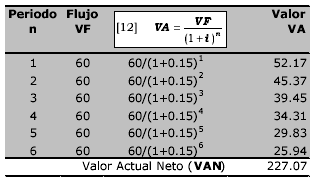 Periodo n Flujo VF [12] VA = VF / (1 + i)^n Valor VA
1 60 60/(1+0.15)^1 52.17
2 60 60/(1+0.15)^2 45.37
3 60 60/(1+0.15)^3 39.45
4 60 60/(1+0.15)^4 34.31
5 60 60/(1+0.15)^5 29.83
6 60 60/(1+0.15)^6 25.94
Valor Actual Neto (VAN) 227.07